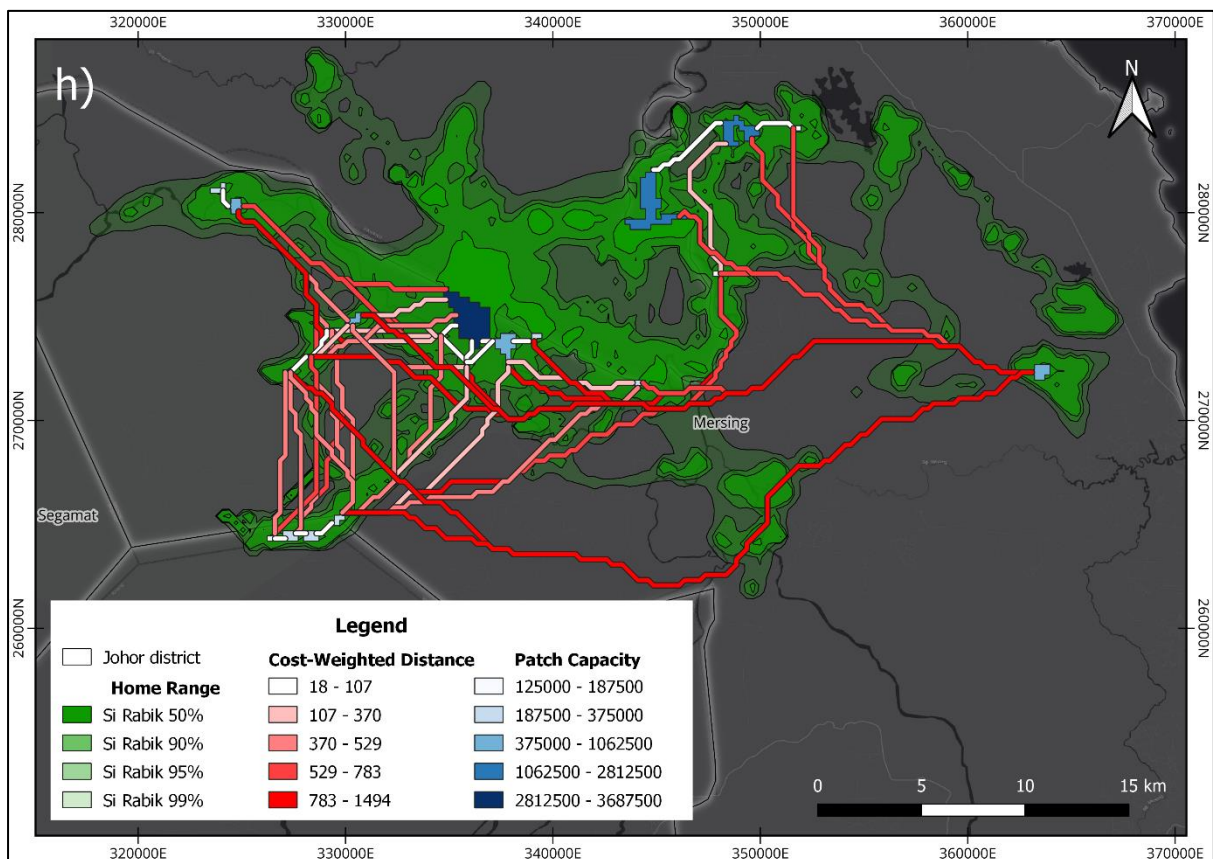 320000E 330000E 340000E 350000E 360000E 370000E
h)
N
280000N 280000N
270000N 270000N
Mersing
Segamat
260000N 260000N
Legend
Johor district
Home Range
Si Rabik 50%
Si Rabik 90%
Si Rabik 95%
Si Rabik 99%
Cost-Weighted Distance
18 - 107
107 - 370
370 - 529
529 - 783
783 - 1494
Patch Capacity
125000 - 187500
187500 - 375000
375000 - 1062500
1062500 - 2812500
2812500 - 3687500
0 5 10 15 km
320000E 330000E 340000E 350000E 360000E 370000E